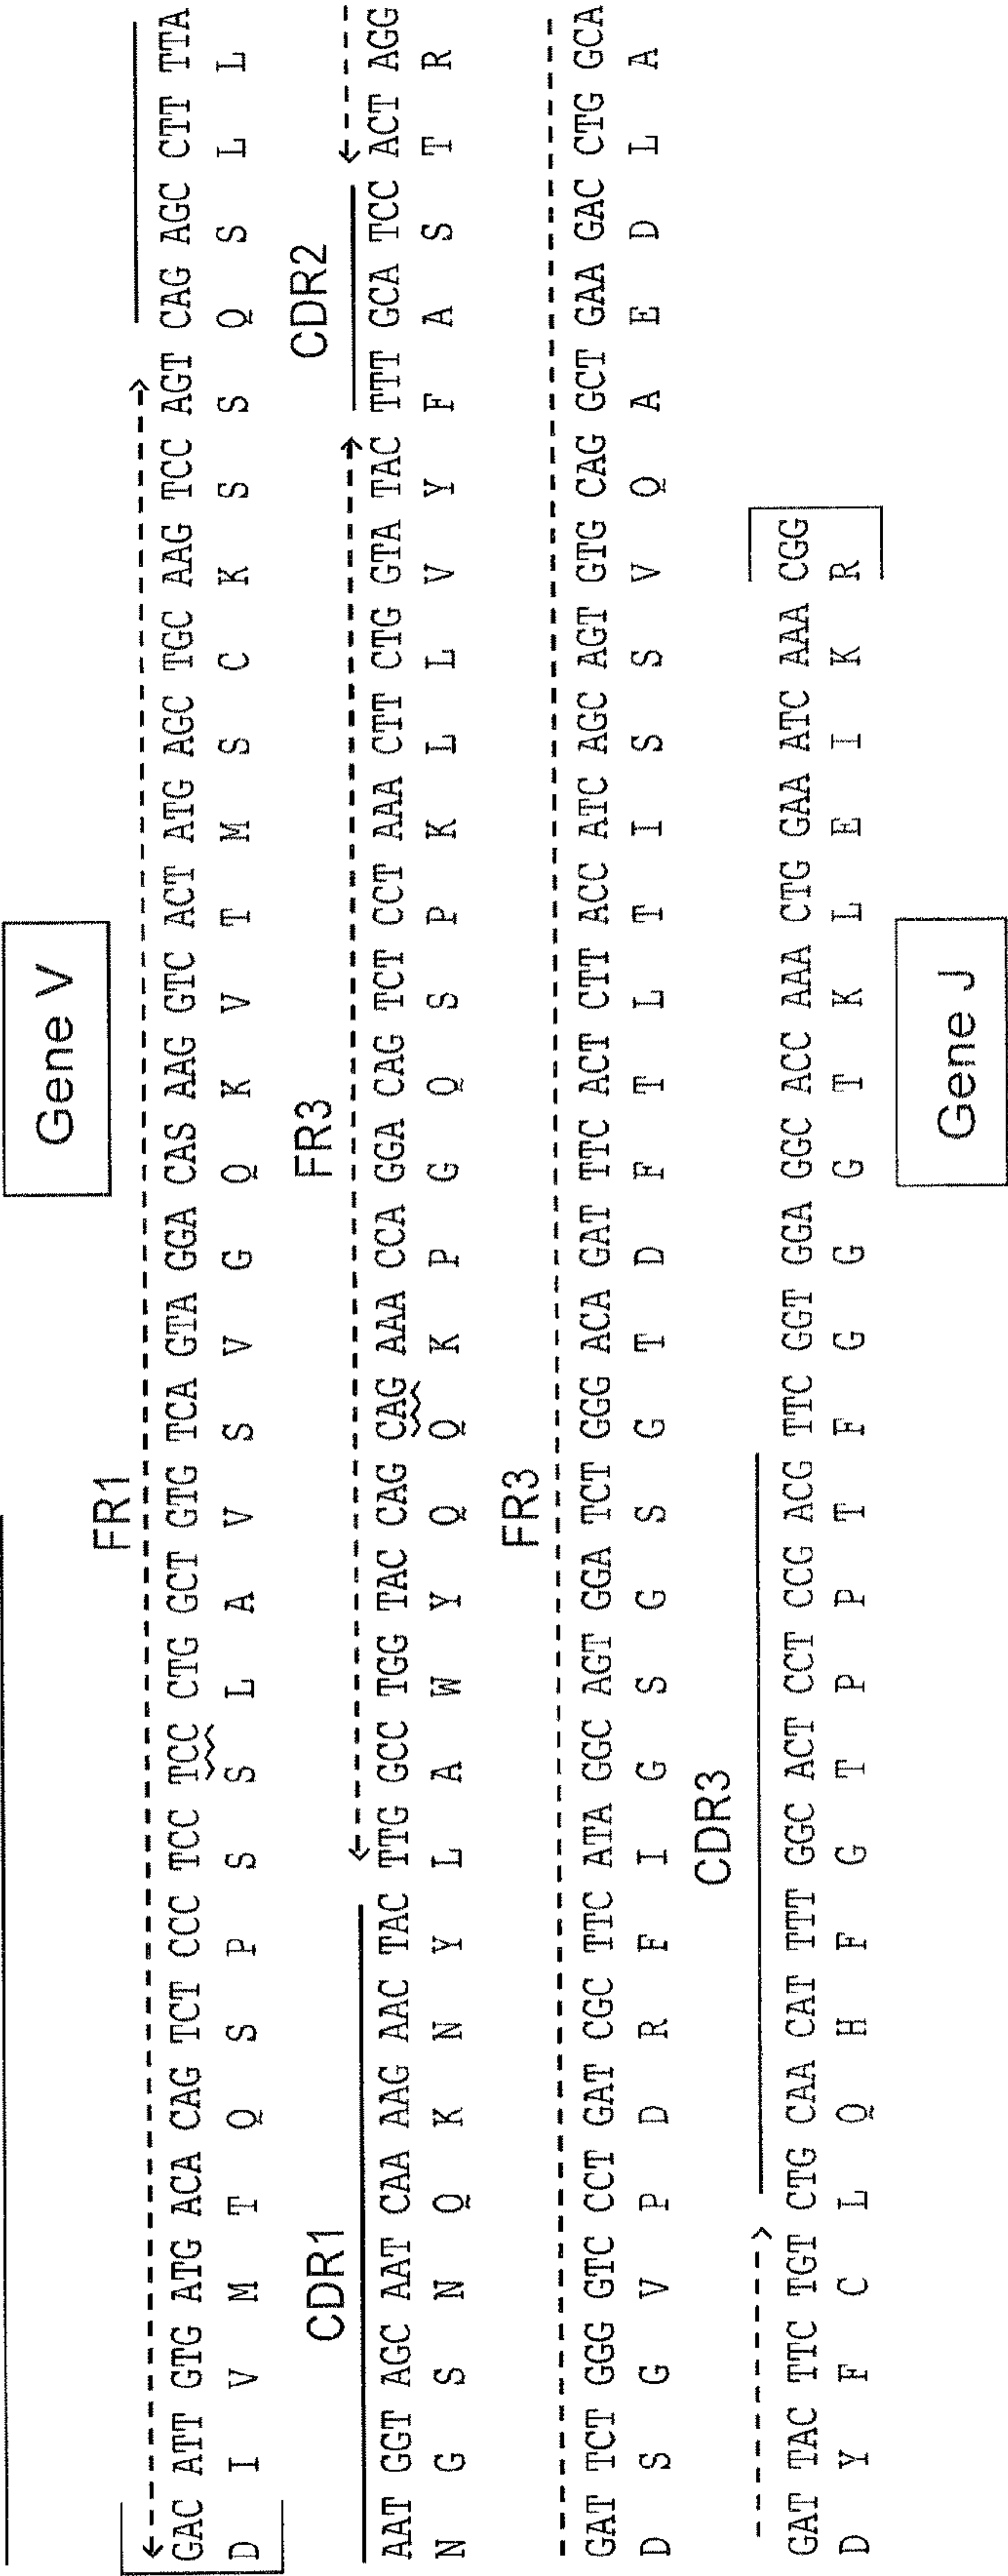 Gene V
FR1
GAC ATT GTG ATG ACA CAG TCT CCC TCC TCC CTG GCT GTG TCA GTA GGA CAS AAG GTC ACT ATG AGC TGC AAG TCC AGT CAG AGC CTT TTA
D I V M T Q S P S S L A V S V G Q K V T M S C K S S Q S L L
CDR1 FR3 CDR2
AAT GGT AGC AAT CAA AAG AAC TAC TTG GCC TGG TAC CAG CAG AAA CCA GGA CAG TCT CCT AAA CTT CTG GTA TAC TTT GCA TCC ACT AGG
N G S N Q K N Y L A W Y Q Q K P G Q S P K L L V Y F A S T R
FR3
GAT TCT GGG GTC CCT GAT CGC TTC ATA GGC AGT GGA TCT GGG ACA GAT TTC ACT CTT ACC ATC AGC AGT GTG CAG GCT GAA GAC CTG GCA
D S G V P D R F I G S G S G T D F T L T I S S V Q A E D L A
CDR3
GAT TAC TTC TGT CTG CAA CAT TTT GGC ACT CCT CCG ACG TTC GGT GGA GGC ACC AAA CTG GAA ATC AAA CGG
D Y F C L Q H F G T P P T F G G G T K L E I K R
Gene J